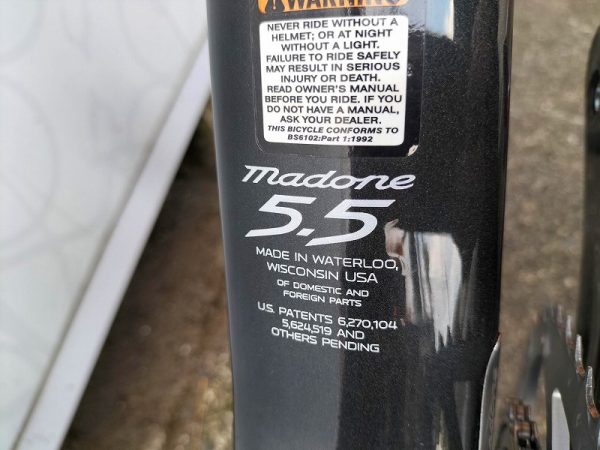 WARNING
NEVER RIDE WITHOUT A
HELMET; OR AT NIGHT
WITHOUT A LIGHT.
FAILURE TO RIDE SAFELY
MAY RESULT IN SERIOUS
INJURY OR DEATH.
READ OWNER'S MANUAL
BEFORE YOU RIDE. IF YOU
DO NOT HAVE A MANUAL,
ASK YOUR DEALER.
THIS BICYCLE CONFORMS TO
BS6102:Part 1:1992
madone
5.5
MADE IN WATERLOO,
WISCONSIN USA
OF DOMESTIC AND
FOREIGN PARTS
U.S. PATENTS 6,270,104
5,624,519 AND
OTHERS PENDING